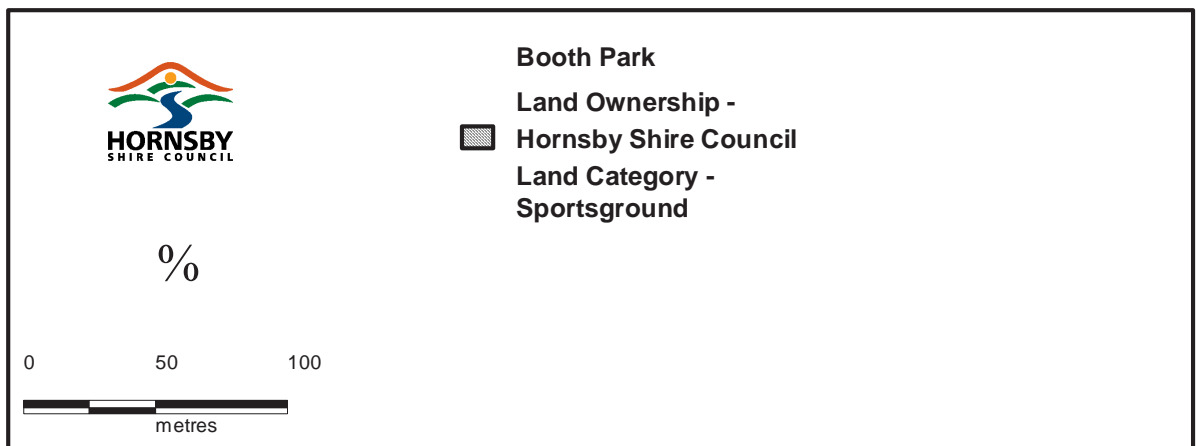 HORNSBY
SHIRE COUNCIL
Booth Park
Land Ownership -
Hornsby Shire Council
Land Category -
Sportsground
%
0 50 100
metres